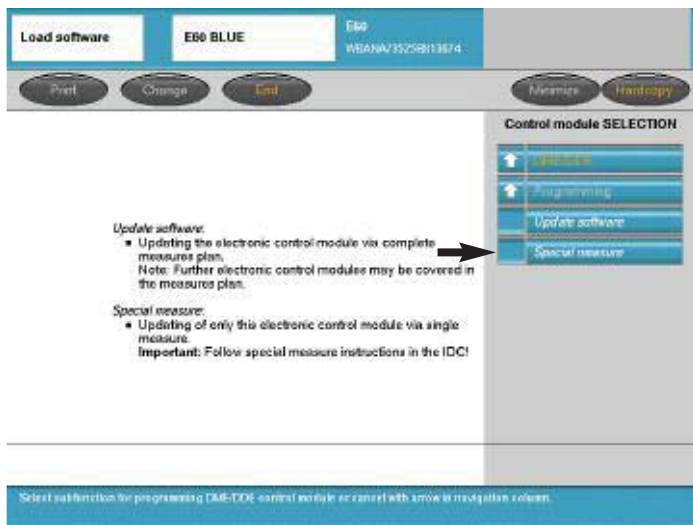 Load software
E60 BLUE
E60
Print
Change
End
Minimize
Hardcopy
Control module SELECTION
DME/DDE
Programming
Update software
Special measure
Update software:
• Updating the electronic control module via complete
measures plan.
Note: Further electronic control modules may be covered in
the measures plan.
Special measure:
• Updating of only this electronic control module via single
measure.
Important: Follow special measure instructions in the IDC!
Select subfunction for programming DME/DDE control module or cancel with arrow in navigation column.